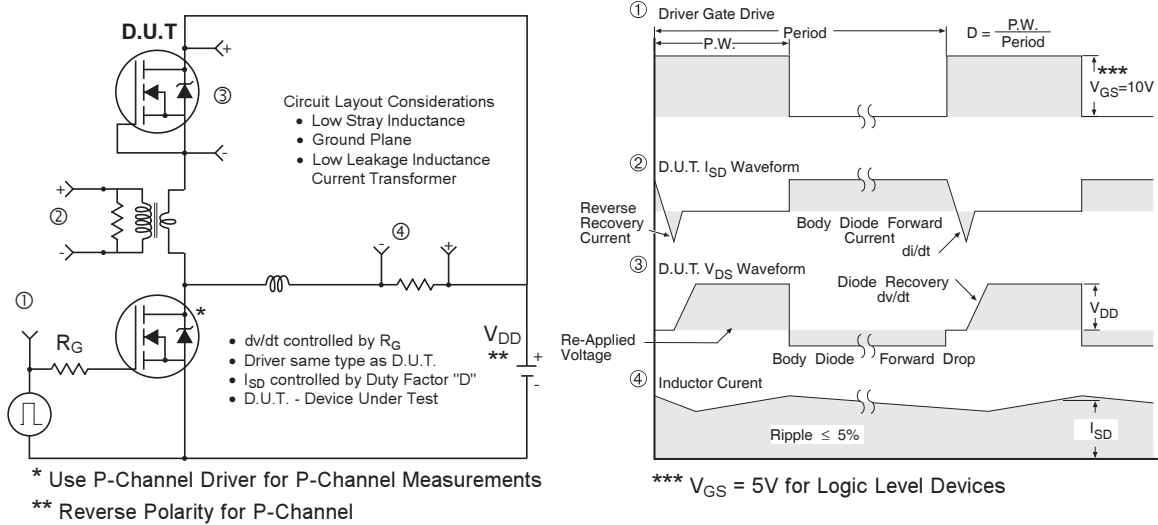 D.U.T
+
③
-
Circuit Layout Considerations
• Low Stray Inductance
• Ground Plane
• Low Leakage Inductance
Current Transformer
+
②
-
④
-
+
①
R_G
*
• dv/dt controlled by R_G
• Driver same type as D.U.T.
• I_SD controlled by Duty Factor "D"
• D.U.T. - Device Under Test
V_DD
**
+
-
* Use P-Channel Driver for P-Channel Measurements
** Reverse Polarity for P-Channel
① Driver Gate Drive
P.W.
Period
D = P.W. / Period
***
V_GS=10V
② D.U.T. I_SD Waveform
Reverse
Recovery
Current
Body Diode Forward
Current
di/dt
③ D.U.T. V_DS Waveform
Diode Recovery
dv/dt
V_DD
Re-Applied
Voltage
Body Diode Forward Drop
④ Inductor Curent
Ripple ≤ 5%
I_SD
*** V_GS = 5V for Logic Level Devices